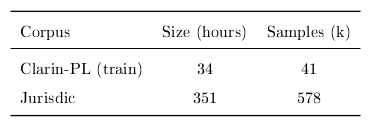 Corpus Size (hours) Samples (k)
Clarin-PL (train) 34 41
Jurisdic 351 578